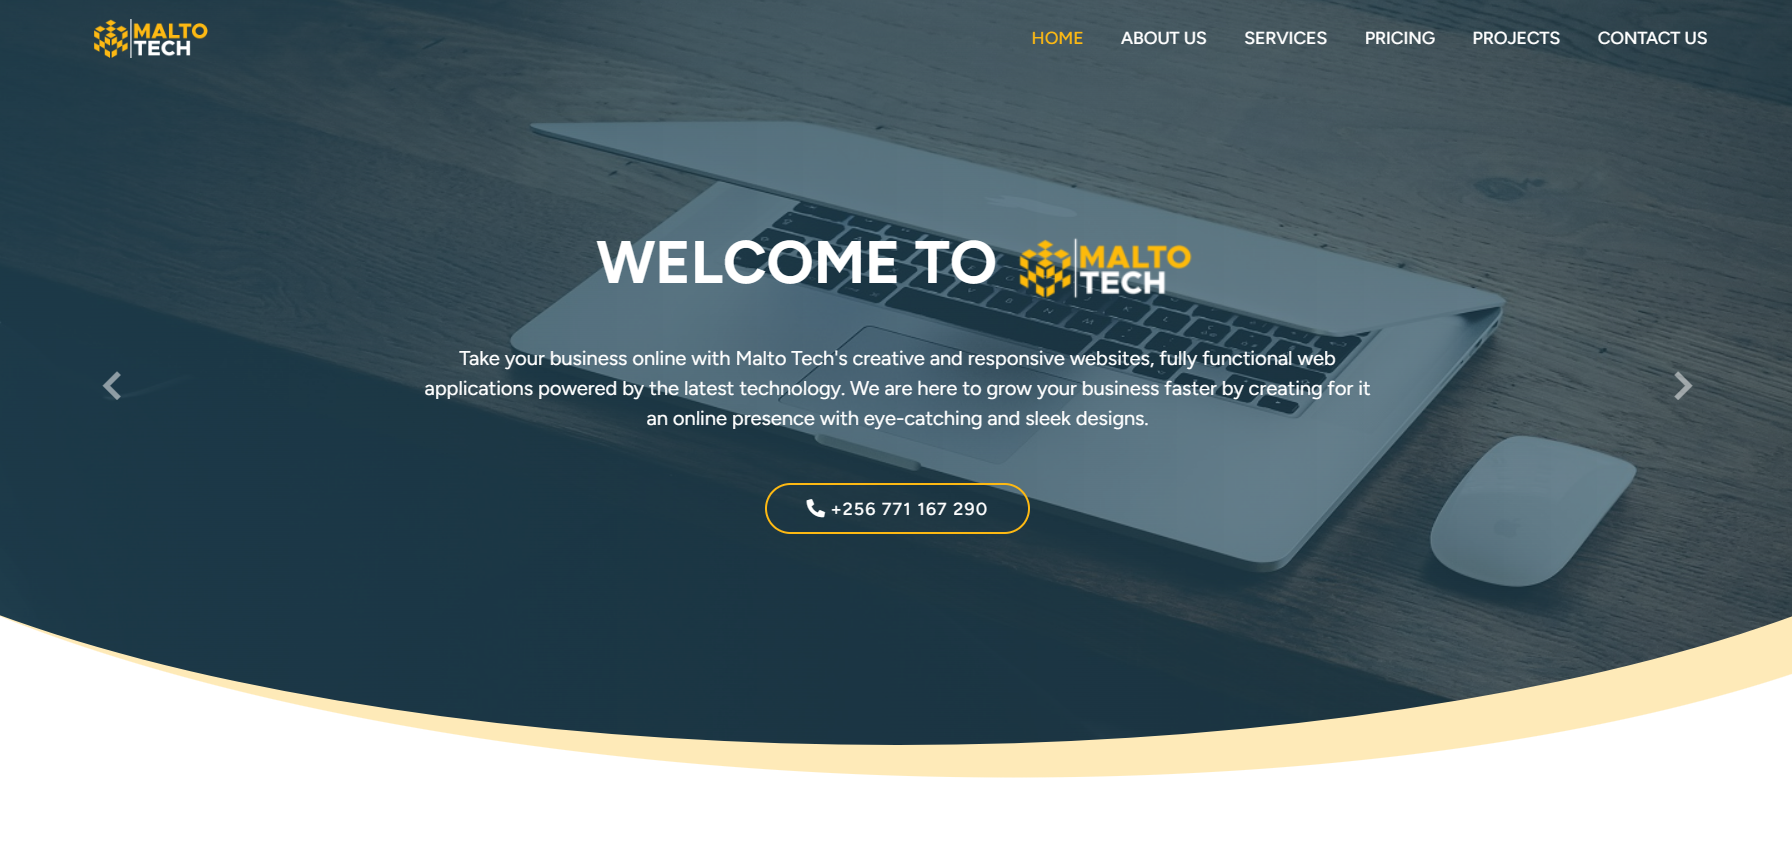 MALTO
TECH
HOME ABOUT US SERVICES PRICING PROJECTS CONTACT US
WELCOME TO MALTO
TECH
Take your business online with Malto Tech's creative and responsive websites, fully functional web
applications powered by the latest technology. We are here to grow your business faster by creating for it
an online presence with eye-catching and sleek designs.
+256 771 167 290